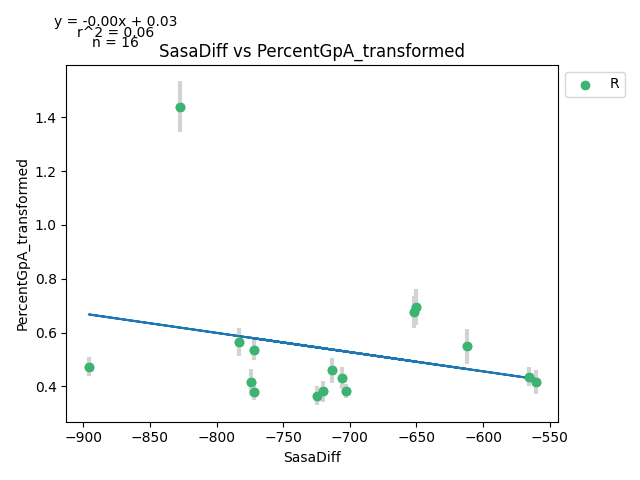 y = -0.00x + 0.03
r^2 = 0.06
n = 16
SasaDiff vs PercentGpA_transformed
R
PercentGpA_transformed
1.4
1.2
1.0
0.8
0.6
0.4
−900 −850 −800 −750 −700 −650 −600 −550
SasaDiff